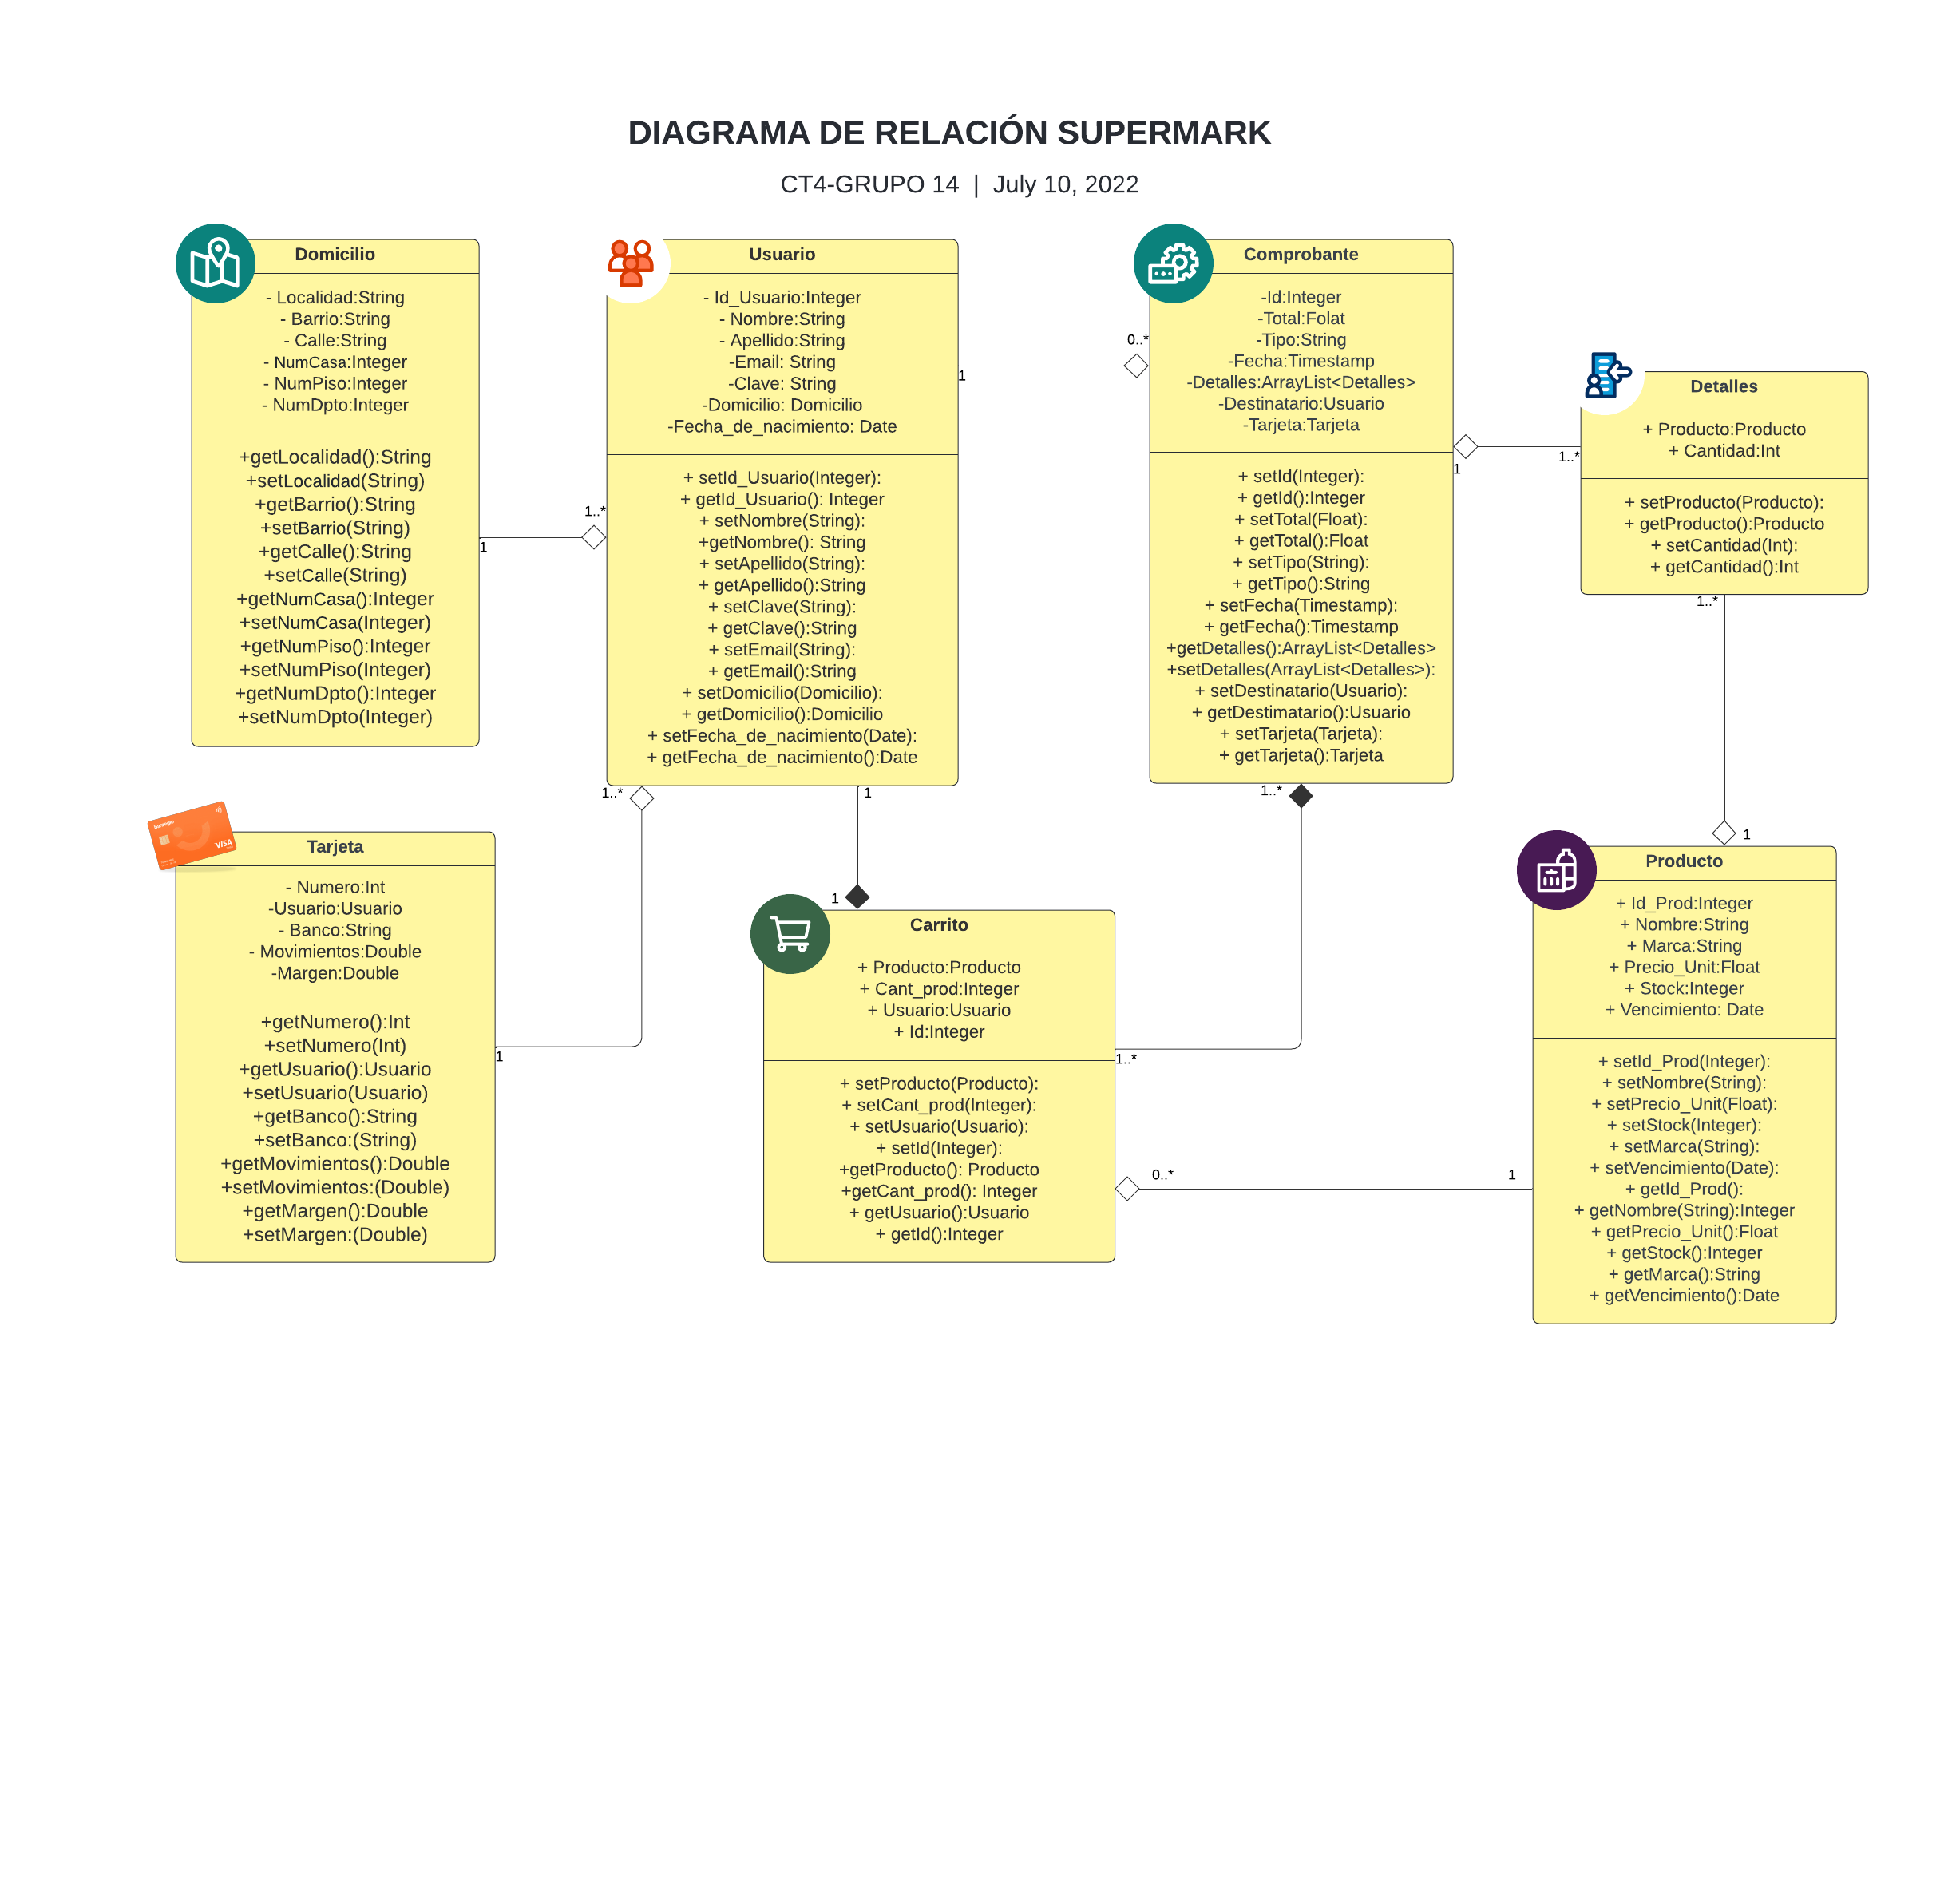 DIAGRAMA DE RELACIÓN SUPERMARK
CT4-GRUPO 14 | July 10, 2022
Domicilio
- Localidad:String
- Barrio:String
- Calle:String
- NumCasa:Integer
- NumPiso:Integer
- NumDpto:Integer
+getLocalidad():String
+setLocalidad(String)
+getBarrio():String
+setBarrio(String)
+getCalle():String
+setCalle(String)
+getNumCasa():Integer
+setNumCasa(Integer)
+getNumPiso():Integer
+setNumPiso(Integer)
+getNumDpto():Integer
+setNumDpto(Integer)
1
1..*
Usuario
- Id_Usuario:Integer
- Nombre:String
- Apellido:String
-Email: String
-Clave: String
-Domicilio: Domicilio
-Fecha_de_nacimiento: Date
+ setId_Usuario(Integer):
+ getId_Usuario(): Integer
+ setNombre(String):
+getNombre(): String
+ setApellido(String):
+ getApellido():String
+ setClave(String):
+ getClave():String
+ setEmail(String):
+ getEmail():String
+ setDomicilio(Domicilio):
+ getDomicilio():Domicilio
+ setFecha_de_nacimiento(Date):
+ getFecha_de_nacimiento():Date
1
0..*
Comprobante
-Id:Integer
-Total:Folat
-Tipo:String
-Fecha:Timestamp
-Detalles:ArrayList<Detalles>
-Destinatario:Usuario
-Tarjeta:Tarjeta
+ setId(Integer):
+ getId():Integer
+ setTotal(Float):
+ getTotal():Float
+ setTipo(String):
+ getTipo():String
+ setFecha(Timestamp):
+ getFecha():Timestamp
+getDetalles():ArrayList<Detalles>
+setDetalles(ArrayList<Detalles>):
+ setDestinatario(Usuario):
+ getDestimatario():Usuario
+ setTarjeta(Tarjeta):
+ getTarjeta():Tarjeta
1
1..*
Detalles
+ Producto:Producto
+ Cantidad:Int
+ setProducto(Producto):
+ getProducto():Producto
+ setCantidad(Int):
+ getCantidad():Int
1..*
1
1..*
1
1..*
VISA
Tarjeta
- Numero:Int
-Usuario:Usuario
- Banco:String
- Movimientos:Double
-Margen:Double
+getNumero():Int
+setNumero(Int)
+getUsuario():Usuario
+setUsuario(Usuario)
+getBanco():String
+setBanco:(String)
+getMovimientos():Double
+setMovimientos:(Double)
+getMargen():Double
+setMargen:(Double)
1
1
Carrito
+ Producto:Producto
+ Cant_prod:Integer
+ Usuario:Usuario
+ Id:Integer
+ setProducto(Producto):
+ setCant_prod(Integer):
+ setUsuario(Usuario):
+ setId(Integer):
+getProducto(): Producto
+getCant_prod(): Integer
+ getUsuario():Usuario
+ getId():Integer
1..*
0..*
1
Producto
+ Id_Prod:Integer
+ Nombre:String
+ Marca:String
+ Precio_Unit:Float
+ Stock:Integer
+ Vencimiento: Date
+ setId_Prod(Integer):
+ setNombre(String):
+ setPrecio_Unit(Float):
+ setStock(Integer):
+ setMarca(String):
+ setVencimiento(Date):
+ getId_Prod():
+ getNombre(String):Integer
+ getPrecio_Unit():Float
+ getStock():Integer
+ getMarca():String
+ getVencimiento():Date